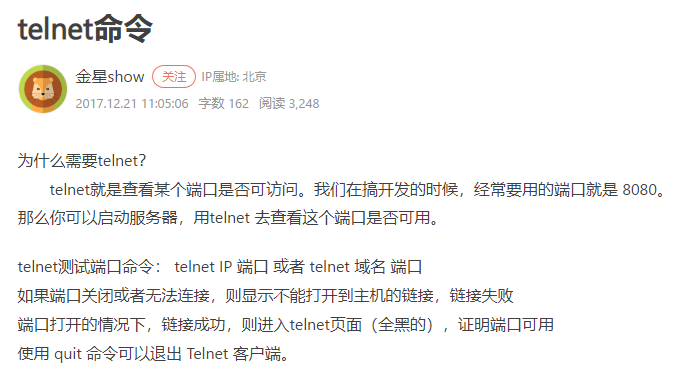 telnet命令
金星show 关注 IP属地: 北京
2017.12.21 11:05:06 字数 162 阅读 3,248
为什么需要telnet?
telnet就是查看某个端口是否可访问。我们在搞开发的时候，经常要用的端口就是 8080。
那么你可以启动服务器，用telnet 去查看这个端口是否可用。
telnet测试端口命令： telnet IP 端口 或者 telnet 域名 端口
如果端口关闭或者无法连接，则显示不能打开到主机的链接，链接失败
端口打开的情况下，链接成功，则进入telnet页面（全黑的），证明端口可用
使用 quit 命令可以退出 Telnet 客户端。